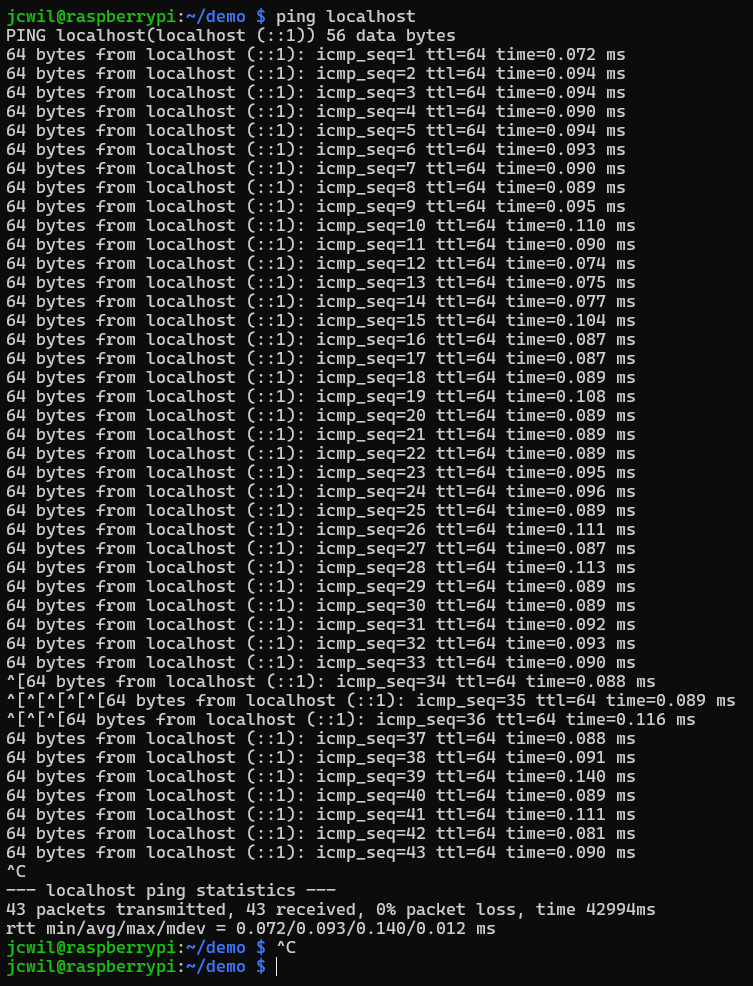 jcwil@raspberrypi:~/demo $ ping localhost
PING localhost(localhost (::1)) 56 data bytes
64 bytes from localhost (::1): icmp_seq=1 ttl=64 time=0.072 ms
64 bytes from localhost (::1): icmp_seq=2 ttl=64 time=0.094 ms
64 bytes from localhost (::1): icmp_seq=3 ttl=64 time=0.094 ms
64 bytes from localhost (::1): icmp_seq=4 ttl=64 time=0.090 ms
64 bytes from localhost (::1): icmp_seq=5 ttl=64 time=0.094 ms
64 bytes from localhost (::1): icmp_seq=6 ttl=64 time=0.093 ms
64 bytes from localhost (::1): icmp_seq=7 ttl=64 time=0.090 ms
64 bytes from localhost (::1): icmp_seq=8 ttl=64 time=0.089 ms
64 bytes from localhost (::1): icmp_seq=9 ttl=64 time=0.095 ms
64 bytes from localhost (::1): icmp_seq=10 ttl=64 time=0.110 ms
64 bytes from localhost (::1): icmp_seq=11 ttl=64 time=0.090 ms
64 bytes from localhost (::1): icmp_seq=12 ttl=64 time=0.074 ms
64 bytes from localhost (::1): icmp_seq=13 ttl=64 time=0.075 ms
64 bytes from localhost (::1): icmp_seq=14 ttl=64 time=0.077 ms
64 bytes from localhost (::1): icmp_seq=15 ttl=64 time=0.104 ms
64 bytes from localhost (::1): icmp_seq=16 ttl=64 time=0.087 ms
64 bytes from localhost (::1): icmp_seq=17 ttl=64 time=0.087 ms
64 bytes from localhost (::1): icmp_seq=18 ttl=64 time=0.089 ms
64 bytes from localhost (::1): icmp_seq=19 ttl=64 time=0.108 ms
64 bytes from localhost (::1): icmp_seq=20 ttl=64 time=0.089 ms
64 bytes from localhost (::1): icmp_seq=21 ttl=64 time=0.089 ms
64 bytes from localhost (::1): icmp_seq=22 ttl=64 time=0.089 ms
64 bytes from localhost (::1): icmp_seq=23 ttl=64 time=0.095 ms
64 bytes from localhost (::1): icmp_seq=24 ttl=64 time=0.096 ms
64 bytes from localhost (::1): icmp_seq=25 ttl=64 time=0.089 ms
64 bytes from localhost (::1): icmp_seq=26 ttl=64 time=0.111 ms
64 bytes from localhost (::1): icmp_seq=27 ttl=64 time=0.087 ms
64 bytes from localhost (::1): icmp_seq=28 ttl=64 time=0.113 ms
64 bytes from localhost (::1): icmp_seq=29 ttl=64 time=0.089 ms
64 bytes from localhost (::1): icmp_seq=30 ttl=64 time=0.089 ms
64 bytes from localhost (::1): icmp_seq=31 ttl=64 time=0.092 ms
64 bytes from localhost (::1): icmp_seq=32 ttl=64 time=0.093 ms
64 bytes from localhost (::1): icmp_seq=33 ttl=64 time=0.090 ms
^[64 bytes from localhost (::1): icmp_seq=34 ttl=64 time=0.088 ms
^[^[^[^[^[64 bytes from localhost (::1): icmp_seq=35 ttl=64 time=0.089 ms
^[^[^[64 bytes from localhost (::1): icmp_seq=36 ttl=64 time=0.116 ms
64 bytes from localhost (::1): icmp_seq=37 ttl=64 time=0.088 ms
64 bytes from localhost (::1): icmp_seq=38 ttl=64 time=0.091 ms
64 bytes from localhost (::1): icmp_seq=39 ttl=64 time=0.140 ms
64 bytes from localhost (::1): icmp_seq=40 ttl=64 time=0.089 ms
64 bytes from localhost (::1): icmp_seq=41 ttl=64 time=0.111 ms
64 bytes from localhost (::1): icmp_seq=42 ttl=64 time=0.081 ms
64 bytes from localhost (::1): icmp_seq=43 ttl=64 time=0.090 ms
^C
--- localhost ping statistics ---
43 packets transmitted, 43 received, 0% packet loss, time 42994ms
rtt min/avg/max/mdev = 0.072/0.093/0.140/0.012 ms
jcwil@raspberrypi:~/demo $ ^C
jcwil@raspberrypi:~/demo $